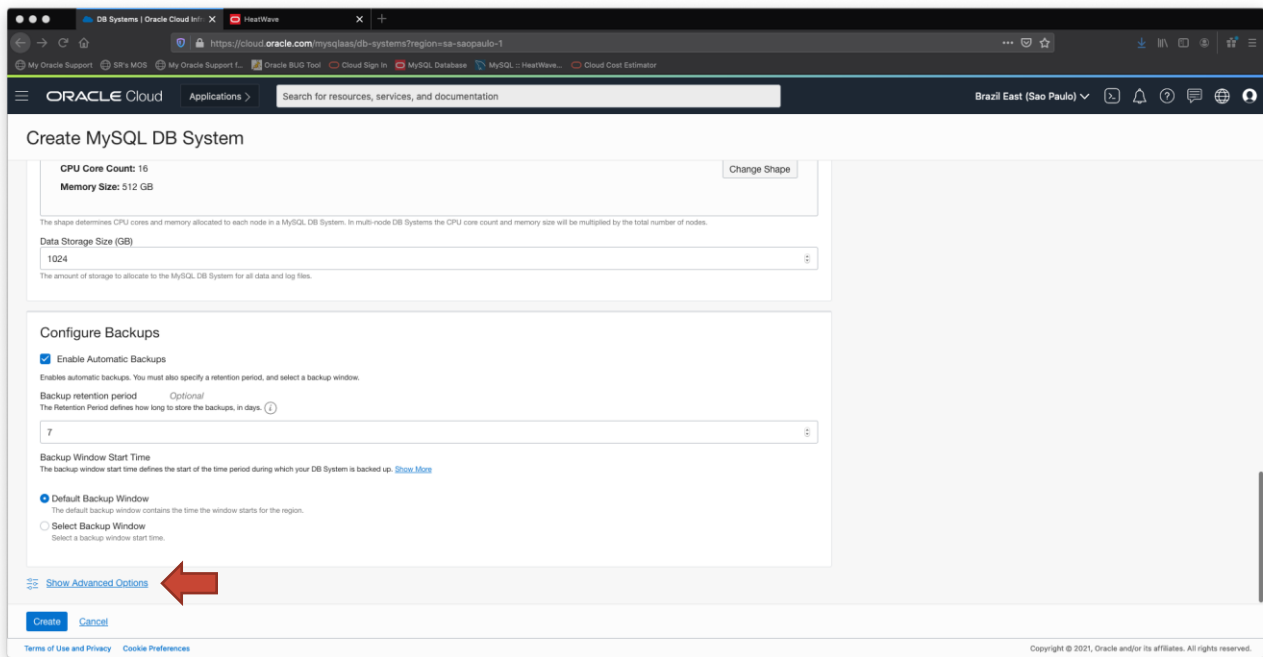 DB Systems | Oracle Cloud Infr
HeatWave
https://cloud.oracle.com/mysqlaas/db-systems?region=sa-saopaulo-1
My Oracle Support
SR's MOS
My Oracle Support f...
Oracle BUG Tool
Cloud Sign In
MySQL Database
MySQL :: HeatWave...
Cloud Cost Estimator
ORACLE Cloud
Applications >
Search for resources, services, and documentation
Brazil East (Sao Paulo)
Create MySQL DB System
CPU Core Count: 16
Change Shape
Memory Size: 512 GB
The shape determines CPU cores and memory allocated to each node in a MySQL DB System. In multi-node DB Systems the CPU core count and memory size will be multiplied by the total number of nodes.
Data Storage Size (GB)
1024
The amount of storage to allocate to the MySQL DB System for all data and log files.
Configure Backups
Enable Automatic Backups
Enables automatic backups. You must also specify a retention period, and select a backup window.
Backup retention period Optional
The Retention Period defines how long to store the backups, in days.
7
Backup Window Start Time
The backup window start time defines the start of the time period during which your DB System is backed up. Show More
Default Backup Window
The default backup window contains the time the window starts for the region.
Select Backup Window
Select a backup window start time.
Show Advanced Options
Create
Cancel
Terms of Use and Privacy
Cookie Preferences
Copyright © 2021, Oracle and/or its affiliates. All rights reserved.